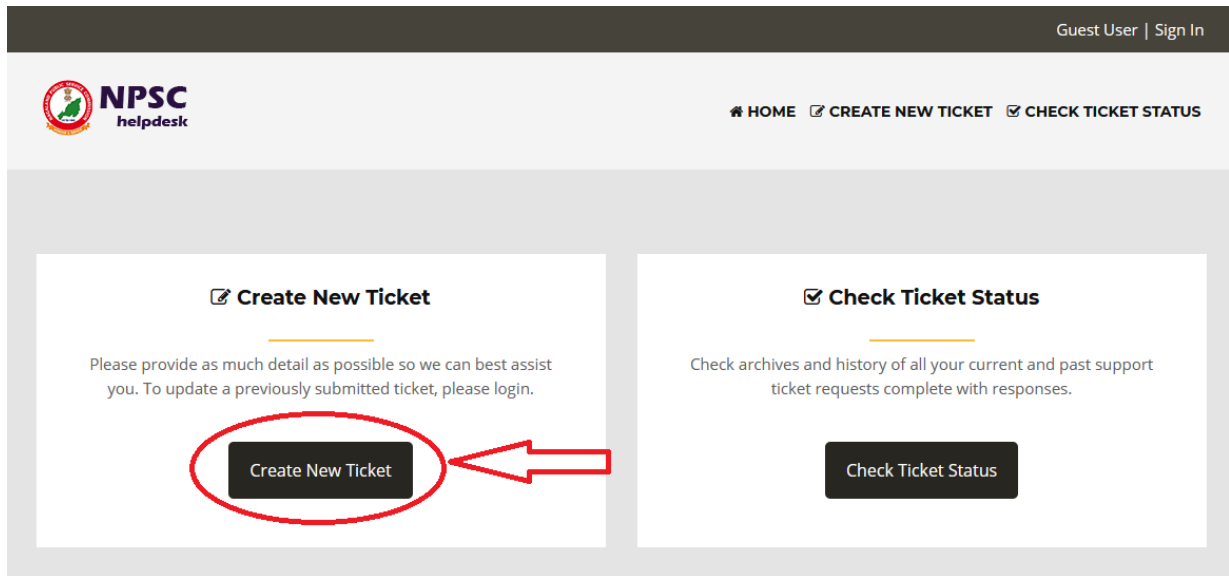 Guest User | Sign In
NPSC
helpdesk
HOME CREATE NEW TICKET CHECK TICKET STATUS
Create New Ticket
Please provide as much detail as possible so we can best assist
you. To update a previously submitted ticket, please login.
Create New Ticket
Check Ticket Status
Check archives and history of all your current and past support
ticket requests complete with responses.
Check Ticket Status